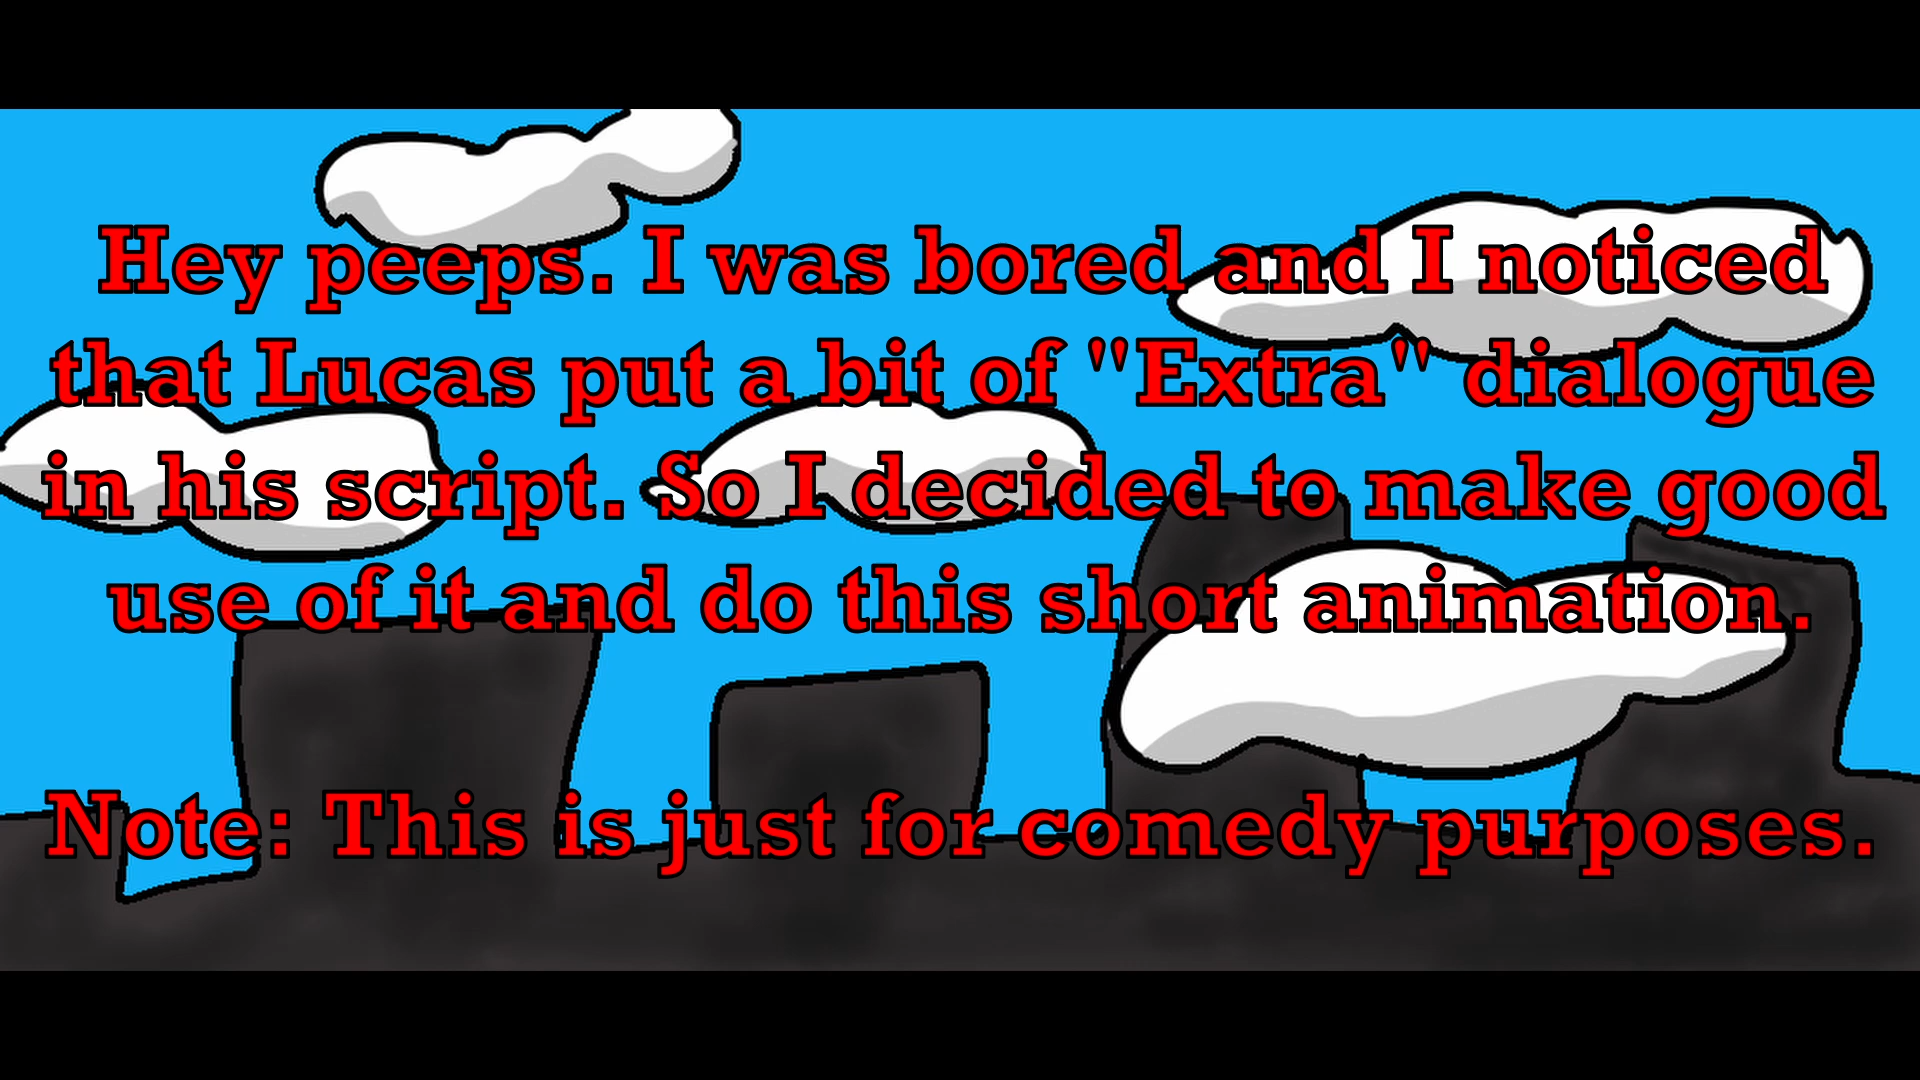 Hey peeps. I was bored and I noticed
that Lucas put a bit of "Extra" dialogue
in his script. So I decided to make good
use of it and do this short animation.
Note: This is just for comedy purposes.